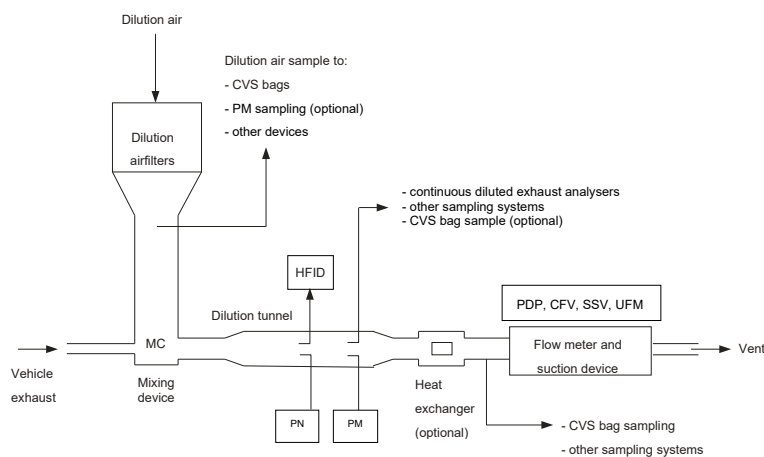 Dilution air
Dilution air sample to:
- CVS bags
- PM sampling (optional)
- other devices
Dilution
airfilters
- continuous diluted exhaust analysers
- other sampling systems
- CVS bag sample (optional)
HFID
PDP, CFV, SSV, UFM
Dilution tunnel
MC
Flow meter and
suction device
Vent
Vehicle
exhaust
Mixing
device
Heat
exchanger
(optional)
PN
PM
- CVS bag sampling
- other sampling systems